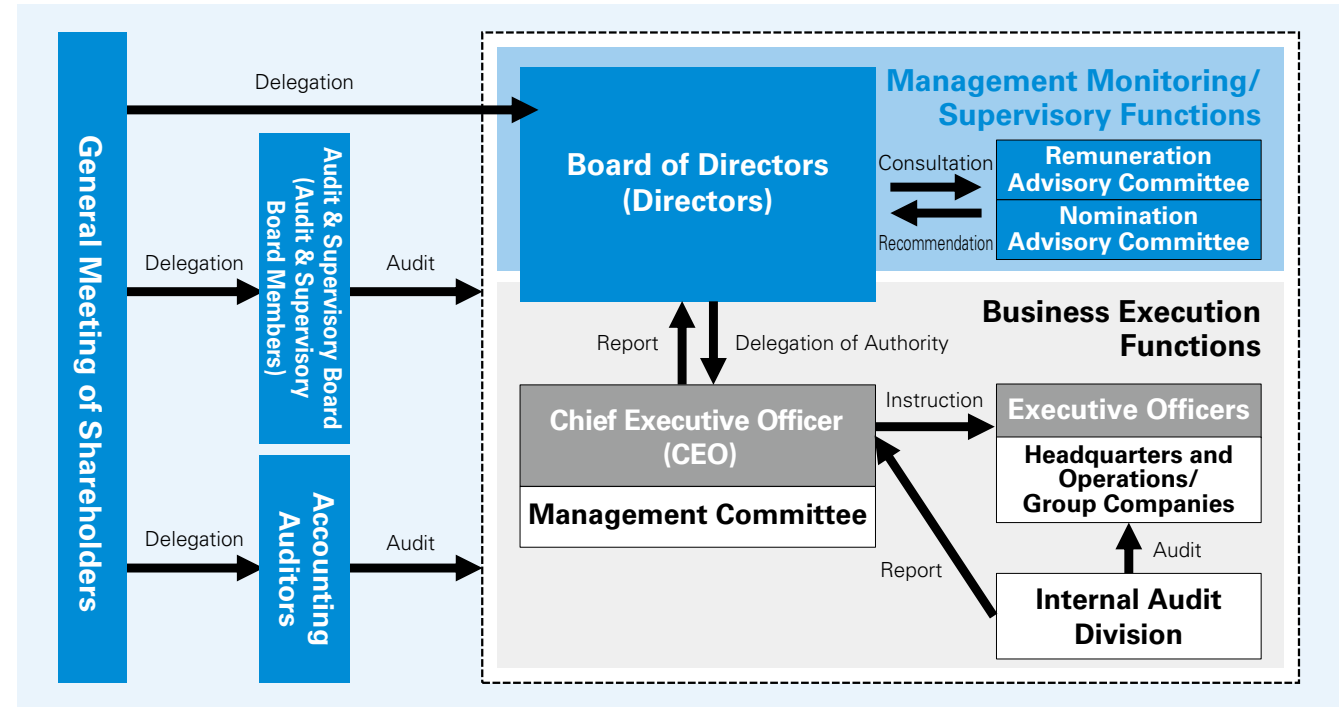 General Meeting of Shareholders
Delegation
Delegation
Audit & Supervisory Board
(Audit & Supervisory
Board Members)
Audit
Delegation
Accounting
Auditors
Audit
Management Monitoring/
Supervisory Functions
Board of Directors
(Directors)
Consultation
Recommendation
Remuneration
Advisory Committee
Nomination
Advisory Committee
Business Execution
Functions
Report
Delegation of Authority
Chief Executive Officer
(CEO)
Management Committee
Instruction
Executive Officers
Headquarters and
Operations/
Group Companies
Audit
Report
Internal Audit
Division